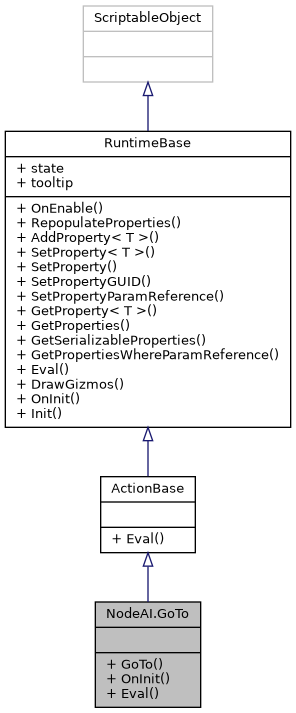 ScriptableObject
RuntimeBase
+ state
+ tooltip
+ OnEnable()
+ RepopulateProperties()
+ AddProperty< T >()
+ SetProperty< T >()
+ SetProperty()
+ SetPropertyGUID()
+ SetPropertyParamReference()
+ GetProperty< T >()
+ GetProperties()
+ GetSerializableProperties()
+ GetPropertiesWhereParamReference()
+ Eval()
+ DrawGizmos()
+ OnInit()
+ Init()
ActionBase
+ Eval()
NodeAI.GoTo
+ GoTo()
+ OnInit()
+ Eval()